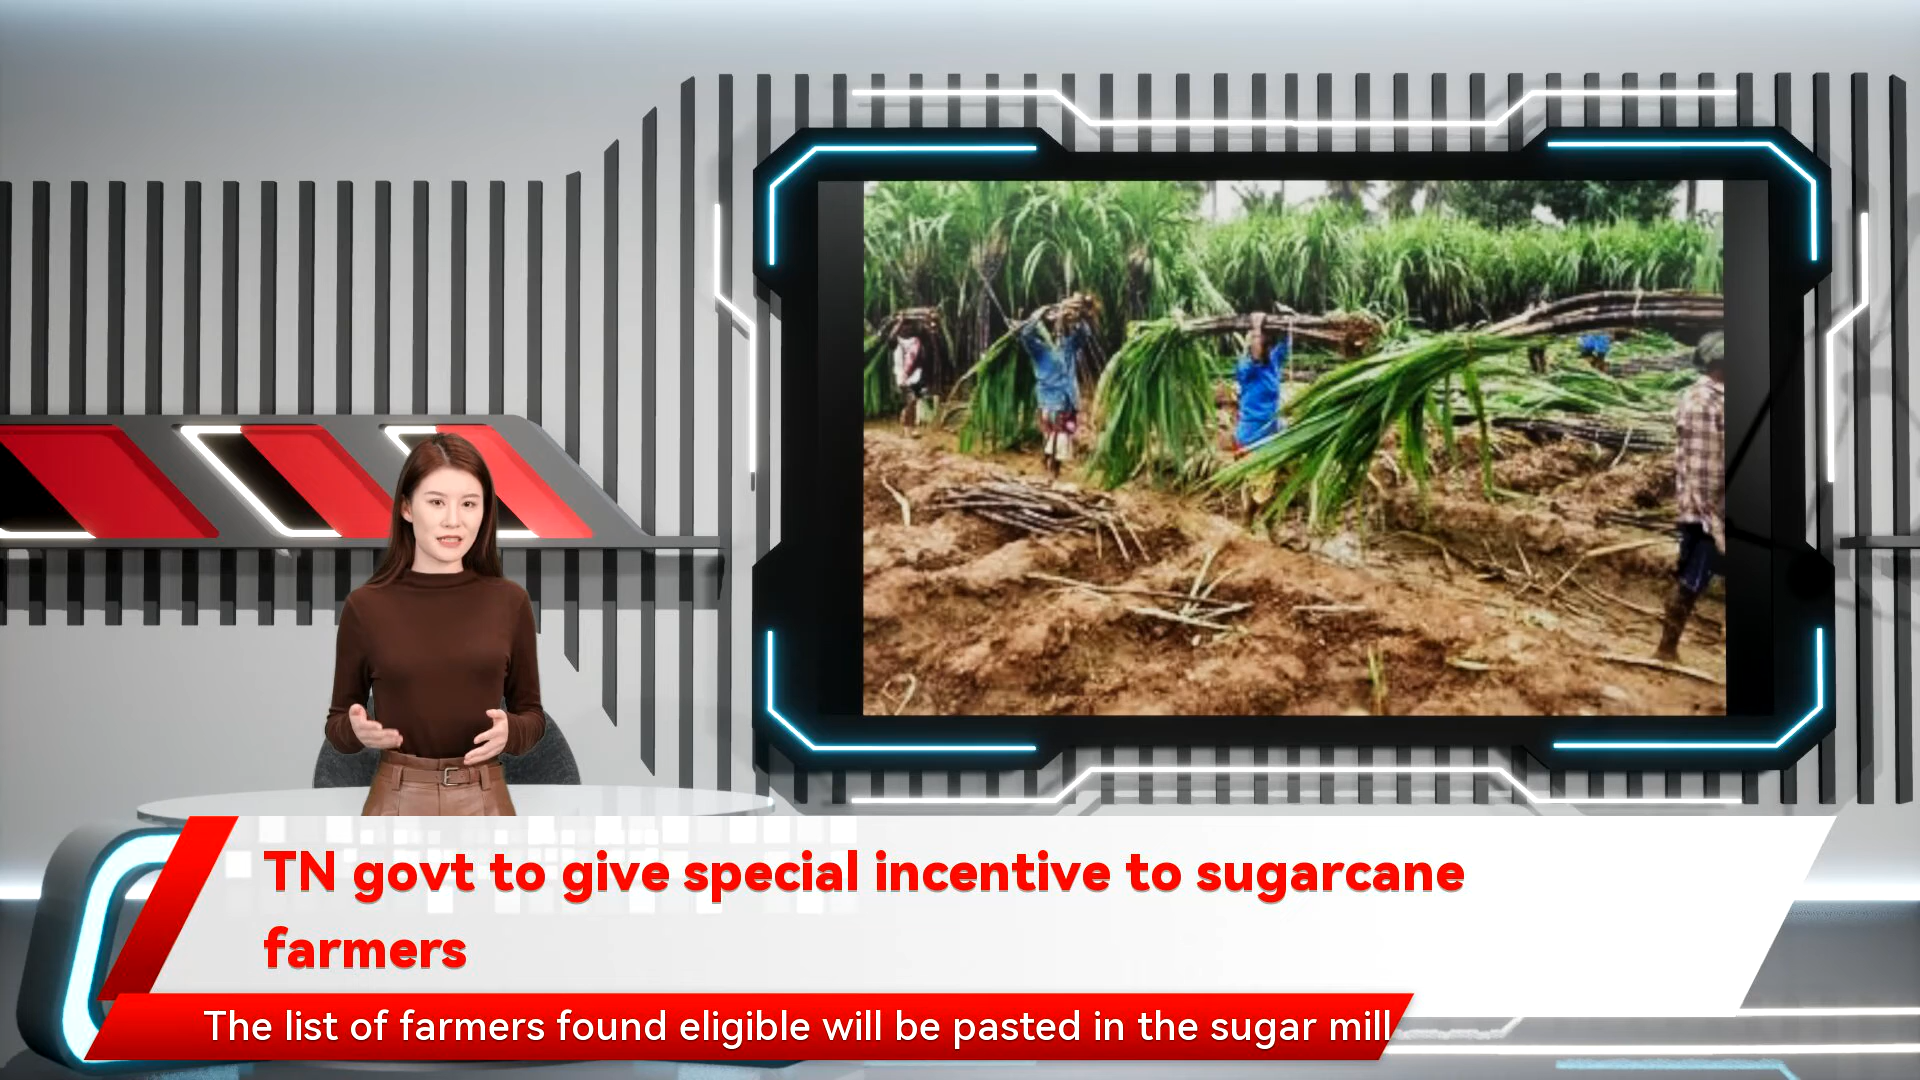 TN govt to give special incentive to sugarcane
farmers
The list of farmers found eligible will be pasted in the sugar mill